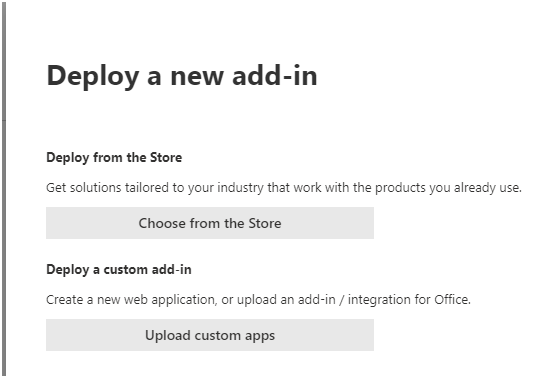 Deploy a new add-in
Deploy from the Store
Get solutions tailored to your industry that work with the products you already use.
Choose from the Store
Deploy a custom add-in
Create a new web application, or upload an add-in / integration for Office.
Upload custom apps